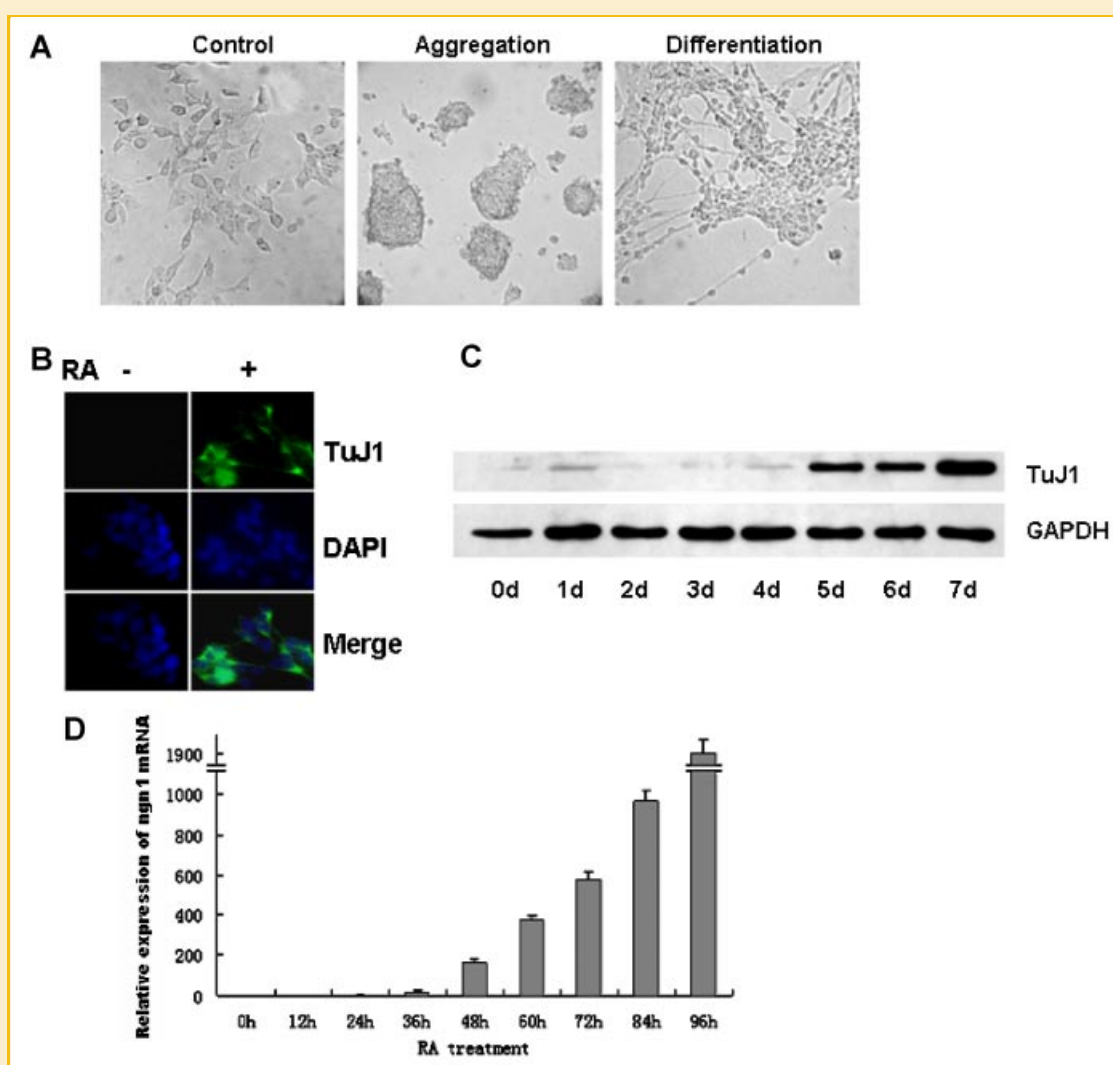 A
Control Aggregation Differentiation
B
RA - +
TuJ1
DAPI
Merge
C
TuJ1
GAPDH
0d 1d 2d 3d 4d 5d 6d 7d
D
Relative expression of ngn1 mRNA
1900
1000
800
600
400
200
0
0h 12h 24h 36h 48h 60h 72h 84h 96h
RA treatment